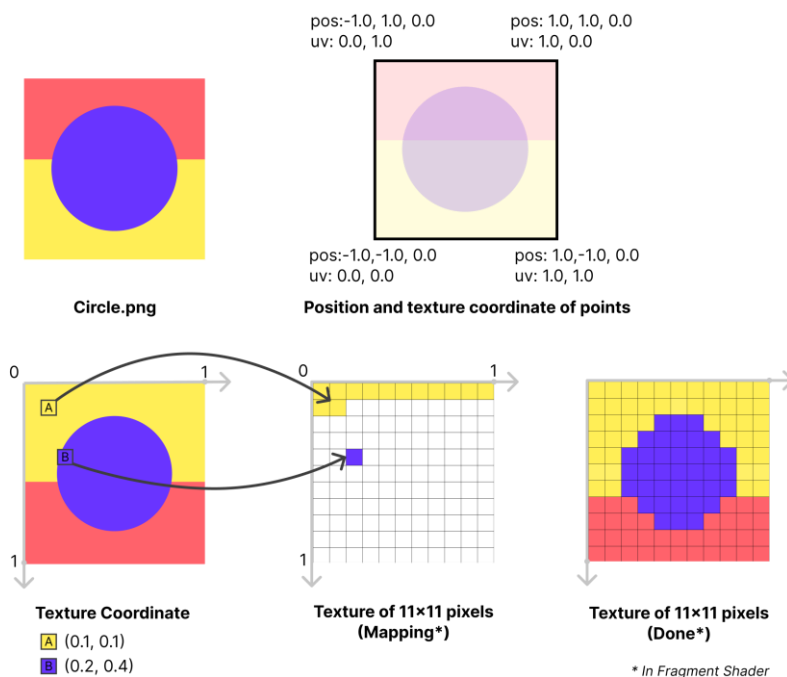 pos:-1.0, 1.0, 0.0
uv: 0.0, 1.0
pos: 1.0, 1.0, 0.0
uv: 1.0, 0.0
pos:-1.0,-1.0, 0.0
uv: 0.0, 0.0
pos: 1.0,-1.0, 0.0
uv: 1.0, 1.0
Circle.png
Position and texture coordinate of points
0
1
A
B
1
0
1
1
Texture Coordinate
A (0.1, 0.1)
B (0.2, 0.4)
Texture of 11×11 pixels
(Mapping*)
Texture of 11×11 pixels
(Done*)
* In Fragment Shader